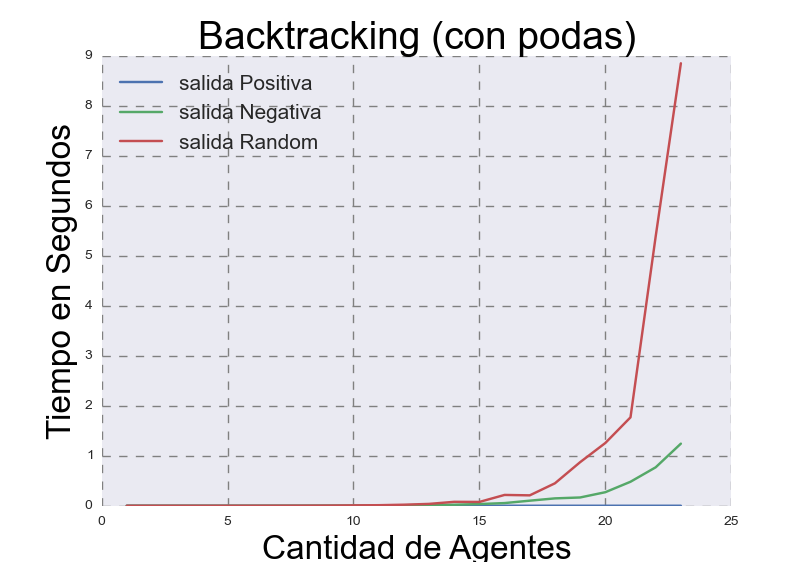 Backtracking (con podas)
9
8
7
6
5
4
3
2
1
0
Tiempo en Segundos
salida Positiva
salida Negativa
salida Random
0 5 10 15 20 25
Cantidad de Agentes